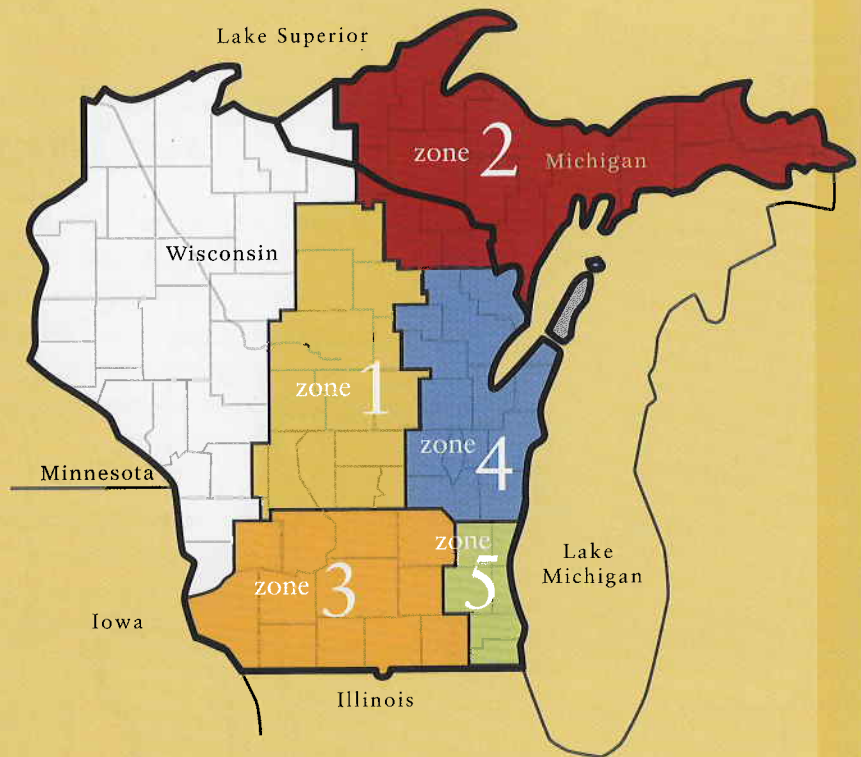 Lake Superior
zone 2
Michigan
Wisconsin
zone 1
zone 4
Minnesota
zone 5
Lake
Michigan
zone 3
Iowa
Illinois